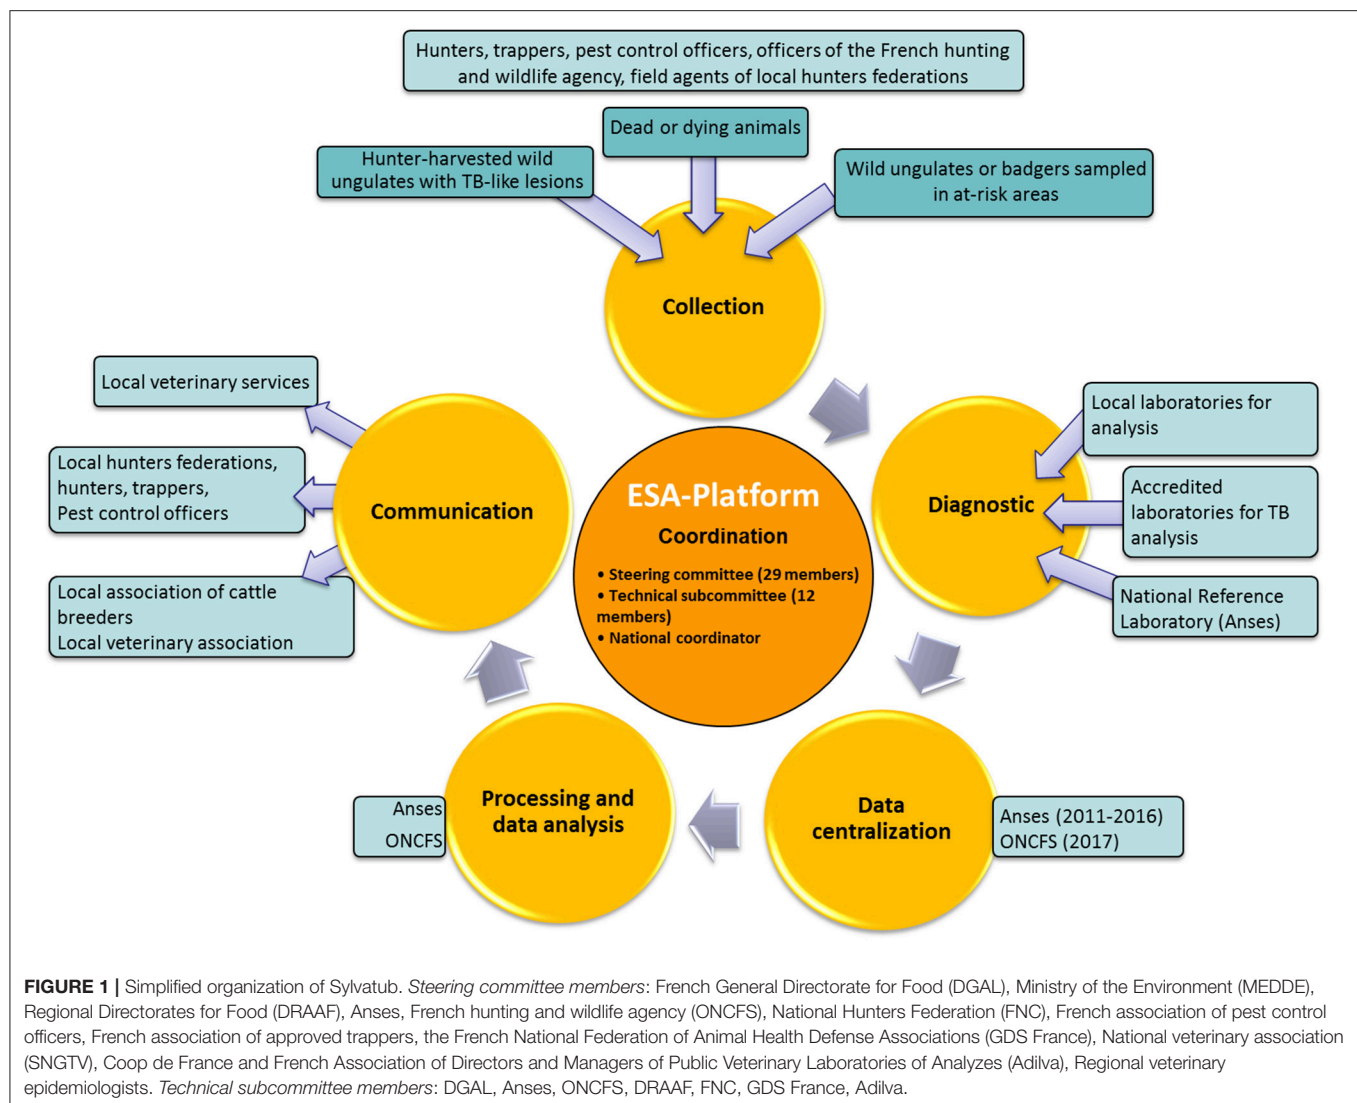 Hunters, trappers, pest control officers, officers of the French hunting
and wildlife agency, field agents of local hunters federations
Dead or dying animals
Hunter-harvested wild
ungulates with TB-like lesions
Wild ungulates or badgers sampled
in at-risk areas
Collection
Local veterinary services
Local hunters federations,
hunters, trappers,
Pest control officers
Local association of cattle
breeders
Local veterinary association
Communication
ESA-Platform
Coordination
• Steering committee (29 members)
• Technical subcommittee (12
members)
• National coordinator
Diagnostic
Local laboratories for
analysis
Accredited
laboratories for TB
analysis
National Reference
Laboratory (Anses)
Anses
ONCFS
Processing and
data analysis
Data
centralization
Anses (2011-2016)
ONCFS (2017)
FIGURE 1 | Simplified organization of Sylvatub. Steering committee members: French General Directorate for Food (DGAL), Ministry of the Environment (MEDDE),
Regional Directorates for Food (DRAAF), Anses, French hunting and wildlife agency (ONCFS), National Hunters Federation (FNC), French association of pest control
officers, French association of approved trappers, the French National Federation of Animal Health Defense Associations (GDS France), National veterinary association
(SNGTV), Coop de France and French Association of Directors and Managers of Public Veterinary Laboratories of Analyzes (Adilva), Regional veterinary
epidemiologists. Technical subcommittee members: DGAL, Anses, ONCFS, DRAAF, FNC, GDS France, Adilva.